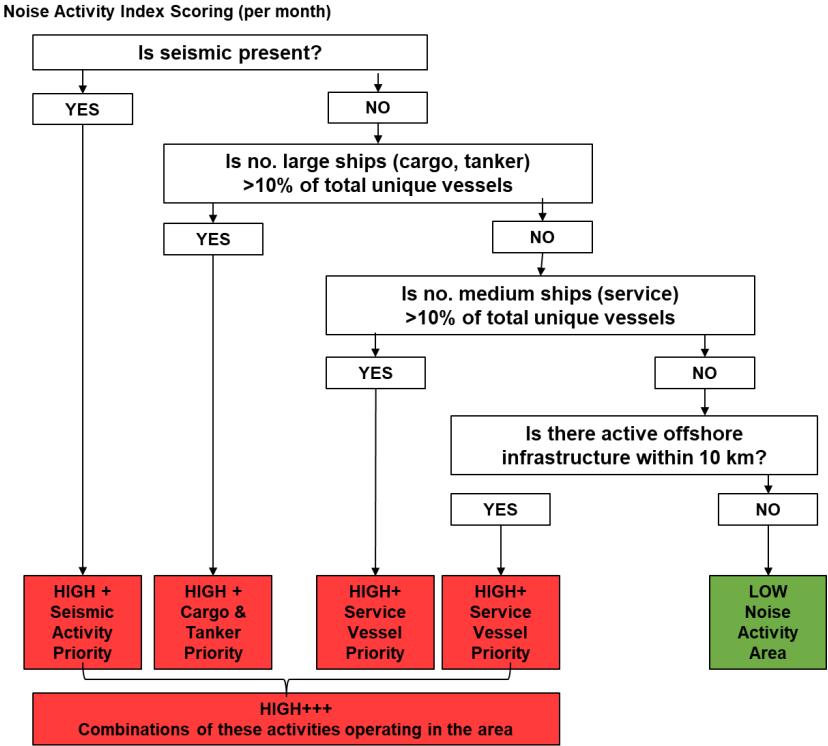 Noise Activity Index Scoring (per month)
Is seismic present?
YES
NO
Is no. large ships (cargo, tanker)
>10% of total unique vessels
YES
NO
Is no. medium ships (service)
>10% of total unique vessels
YES
NO
Is there active offshore
infrastructure within 10 km?
YES
NO
HIGH +
Seismic
Activity
Priority
HIGH +
Cargo &
Tanker
Priority
HIGH+
Service
Vessel
Priority
HIGH+
Service
Vessel
Priority
LOW
Noise
Activity
Area
HIGH+++
Combinations of these activities operating in the area